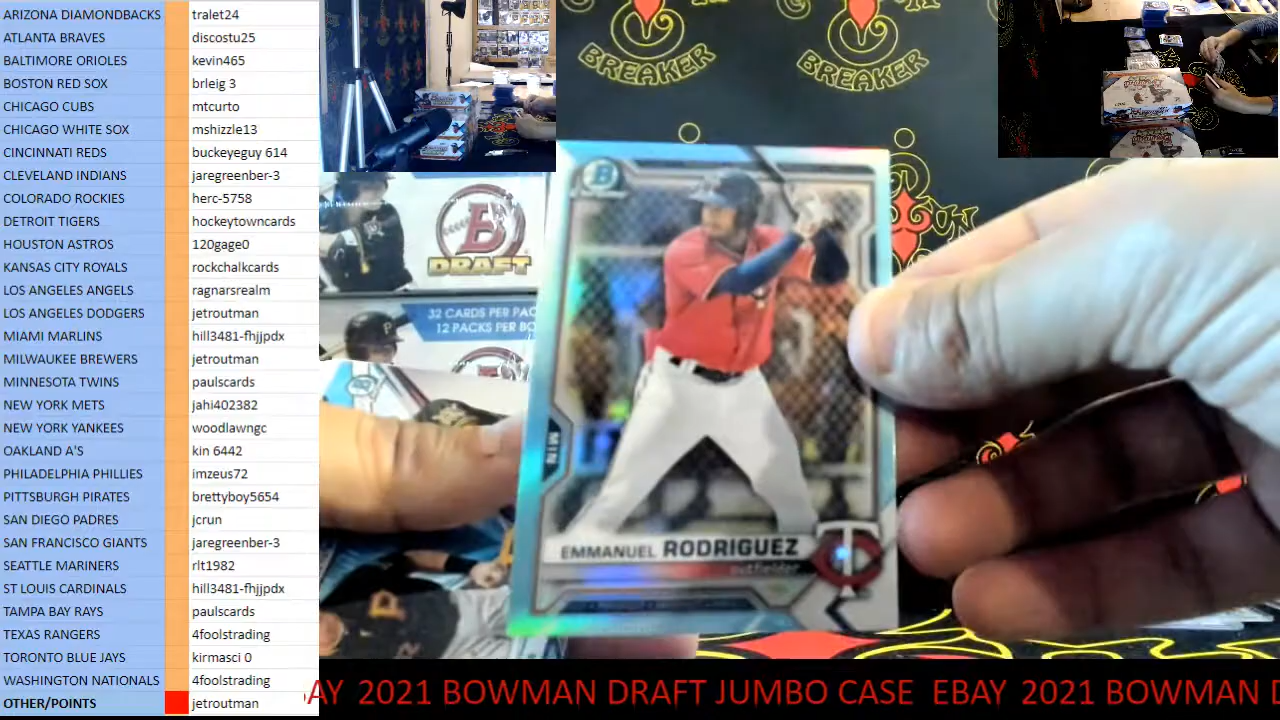 ARIZONA DIAMONDBACKS tralet24
ATLANTA BRAVES discostu25
BALTIMORE ORIOLES kevin465
BOSTON RED SOX brleig 3
CHICAGO CUBS mtcurto
CHICAGO WHITE SOX mshizzle13
CINCINNATI REDS buckeyeguy 614
CLEVELAND INDIANS jaregreenber-3
COLORADO ROCKIES herc-5758
DETROIT TIGERS hockeytowncards
HOUSTON ASTROS 120gage0
KANSAS CITY ROYALS rockchalkcards
LOS ANGELES ANGELS ragnarsrealm
LOS ANGELES DODGERS jetroutman
MIAMI MARLINS hill3481-fhjjpdx
MILWAUKEE BREWERS jetroutman
MINNESOTA TWINS paulscards
NEW YORK METS jahi402382
NEW YORK YANKEES woodlawngc
OAKLAND A'S kin 6442
PHILADELPHIA PHILLIES imzeus72
PITTSBURGH PIRATES brettyboy5654
SAN DIEGO PADRES jcrun
SAN FRANCISCO GIANTS jaregreenber-3
SEATTLE MARINERS rlt1982
ST LOUIS CARDINALS hill3481-fhjjpdx
TAMPA BAY RAYS paulscards
TEXAS RANGERS 4foolstrading
TORONTO BLUE JAYS kirmasci 0
WASHINGTON NATIONALS 4foolstrading
OTHER/POINTS jetroutman
BREAKER BREAKER
B
DRAFT
32 CARDS PER PAC
12 PACKS PER BO
B
MIN
EMMANUEL RODRIGUEZ
outfielder
TC
AY 2021 BOWMAN DRAFT JUMBO CASE EBAY 2021 BOWMAN D